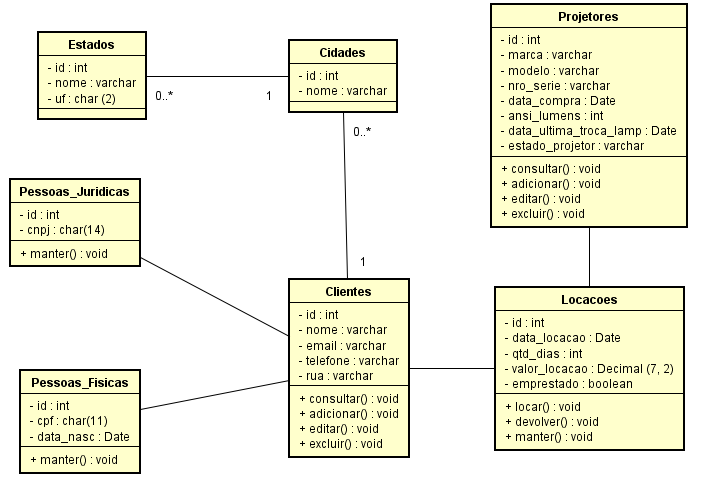 Estados
- id : int
- nome : varchar
- uf : char (2)
0..*
1
Cidades
- id : int
- nome : varchar
0..*
1
Projetores
- id : int
- marca : varchar
- modelo : varchar
- nro_serie : varchar
- data_compra : Date
- ansi_lumens : int
- data_ultima_troca_lamp : Date
- estado_projetor : varchar
+ consultar() : void
+ adicionar() : void
+ editar() : void
+ excluir() : void
Pessoas_Juridicas
- id : int
- cnpj : char(14)
+ manter() : void
Clientes
- id : int
- nome : varchar
- email : varchar
- telefone : varchar
- rua : varchar
+ consultar() : void
+ adicionar() : void
+ editar() : void
+ excluir() : void
Locacoes
- id : int
- data_locacao : Date
- qtd_dias : int
- valor_locacao : Decimal (7, 2)
- emprestado : boolean
+ locar() : void
+ devolver() : void
+ manter() : void
Pessoas_Fisicas
- id : int
- cpf : char(11)
- data_nasc : Date
+ manter() : void